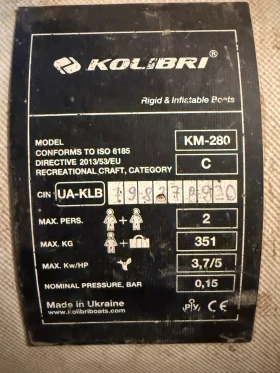 KOLIBRI
Rigid & Inflatable Boats
MODEL KM-280
CONFORMS TO ISO 6185
DIRECTIVE 2013/53/EU
RECREATIONAL CRAFT, CATEGORY C
CIN UA-KLB
MAX. PERS. + 2
MAX. KG + 351
MAX. Kw/HP 3,7/5
NOMINAL PRESSURE, BAR 0,15
Made in Ukraine
www.kolibriboats.com
CE